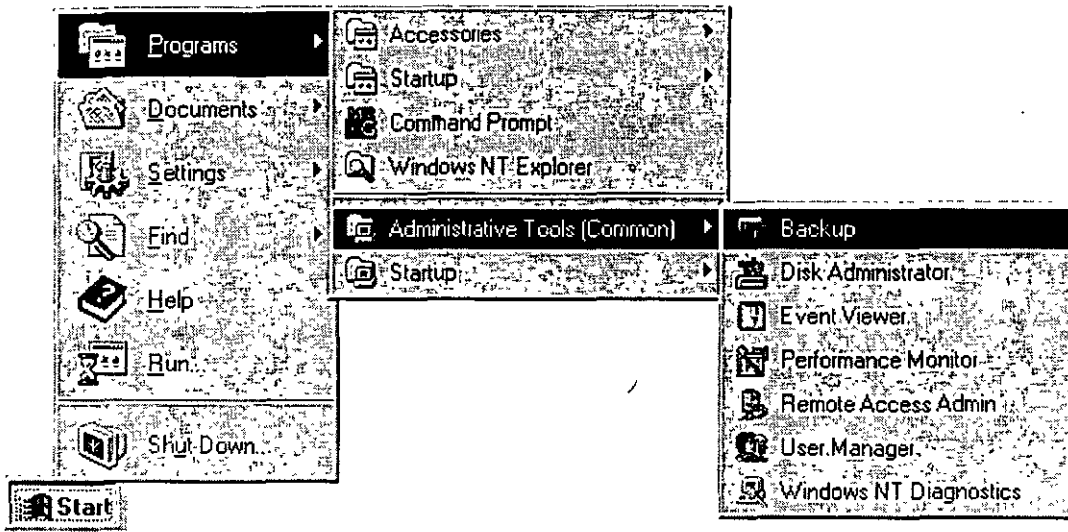 Programs
Documents
Settings
Find
Help
Run...
Shut Down...
Start
Accessories
Startup
Command Prompt
Windows NT Explorer
Administrative Tools (Common)
Startup
Backup
Disk Administrator
Event Viewer
Performance Monitor
Remote Access Admin
User Manager
Windows NT Diagnostics